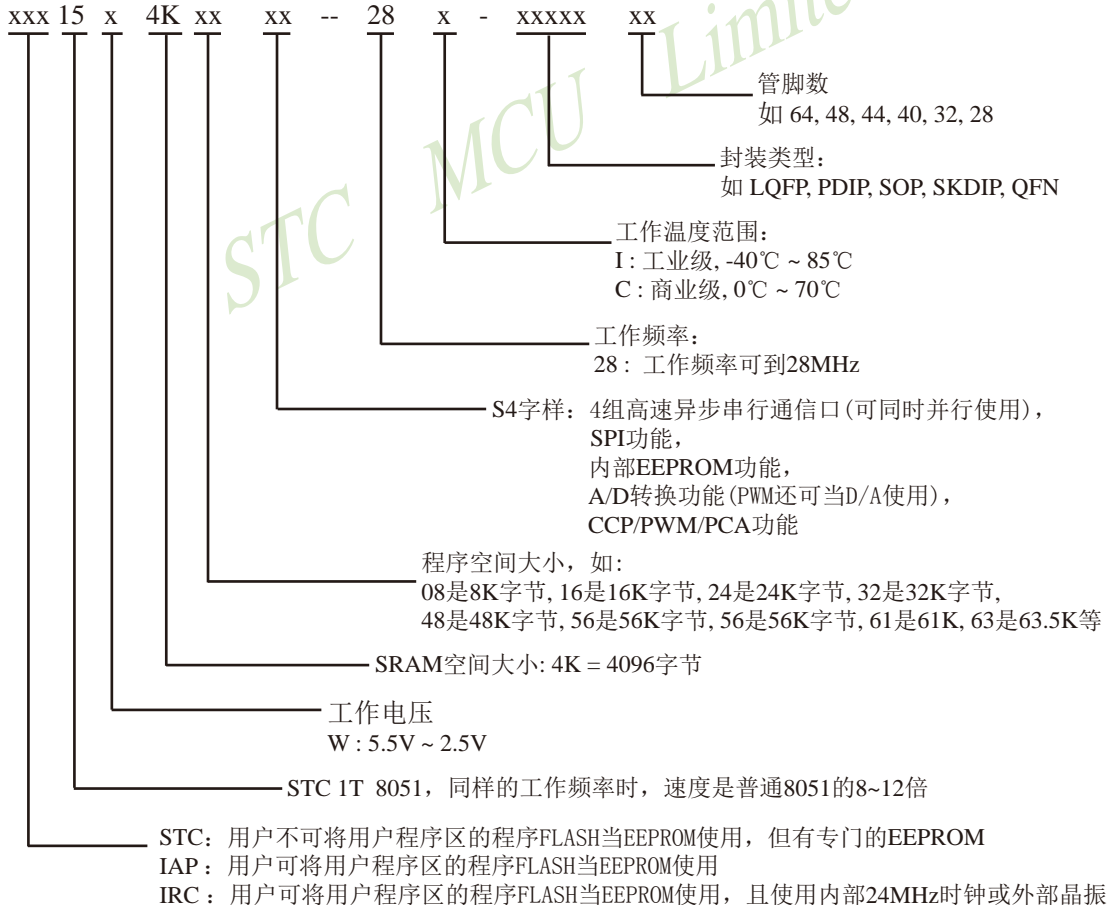 xxx 15 x 4K xx xx -- 28 x - xxxxx xx
管脚数
如 64, 48, 44, 40, 32, 28
封装类型：
如 LQFP, PDIP, SOP, SKDIP, QFN
工作温度范围：
I : 工业级, -40℃ ~ 85℃
C : 商业级, 0℃ ~ 70℃
工作频率：
28 : 工作频率可到28MHz
S4字样：4组高速异步串行通信口(可同时并行使用)，
SPI功能，
内部EEPROM功能，
A/D转换功能(PWM还可当D/A使用)，
CCP/PWM/PCA功能
程序空间大小，如:
08是8K字节, 16是16K字节, 24是24K字节, 32是32K字节,
48是48K字节, 56是56K字节, 56是56K字节, 61是61K, 63是63.5K等
SRAM空间大小: 4K = 4096字节
工作电压
W : 5.5V ~ 2.5V
STC 1T 8051，同样的工作频率时，速度是普通8051的8~12倍
STC：用户不可将用户程序区的程序FLASH当EEPROM使用，但有专门的EEPROM
IAP：用户可将用户程序区的程序FLASH当EEPROM使用
IRC：用户可将用户程序区的程序FLASH当EEPROM使用，且使用内部24MHz时钟或外部晶振
STC MCU Limite